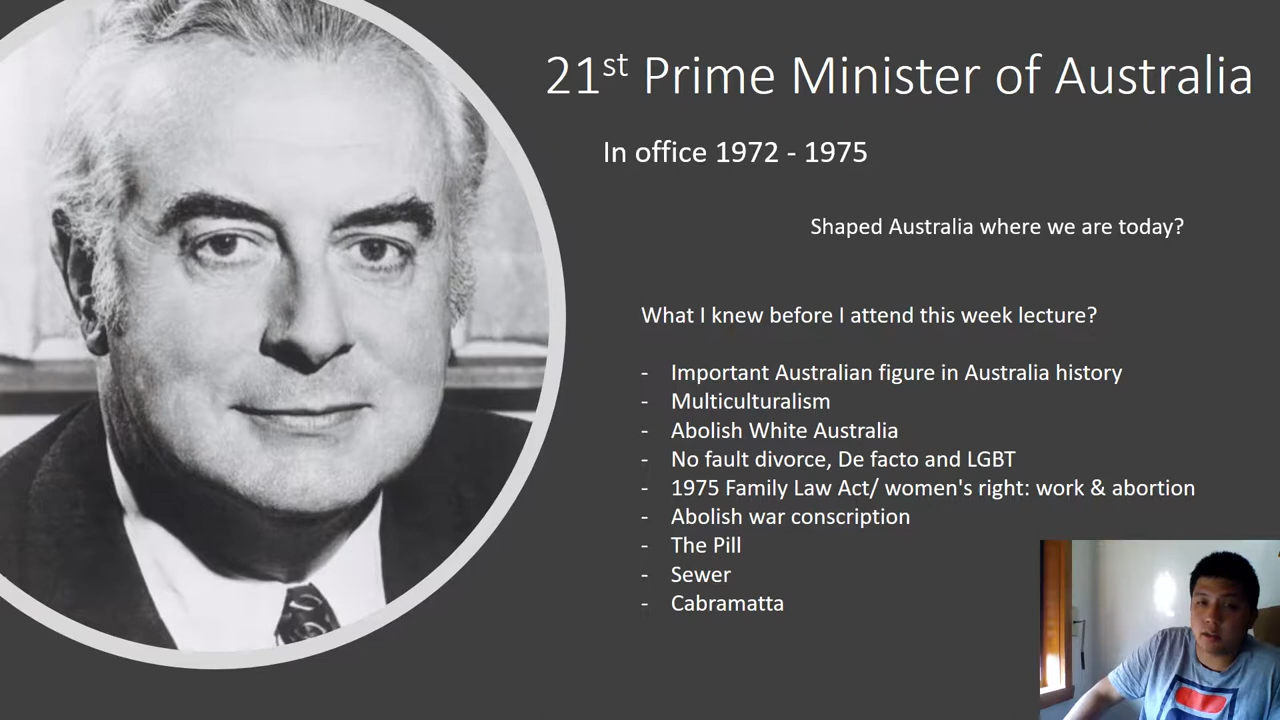 21st Prime Minister of Australia
In office 1972 - 1975
Shaped Australia where we are today?
What I knew before I attend this week lecture?
- Important Australian figure in Australia history
- Multiculturalism
- Abolish White Australia
- No fault divorce, De facto and LGBT
- 1975 Family Law Act/ women's right: work & abortion
- Abolish war conscription
- The Pill
- Sewer
- Cabramatta